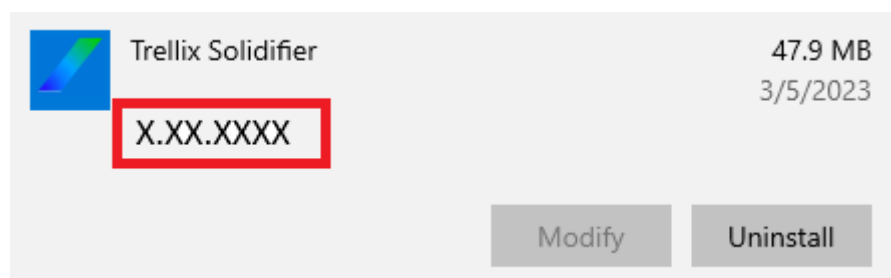 Trellix Solidifier
47.9 MB
3/5/2023
X.XX.XXXX
Modify
Uninstall